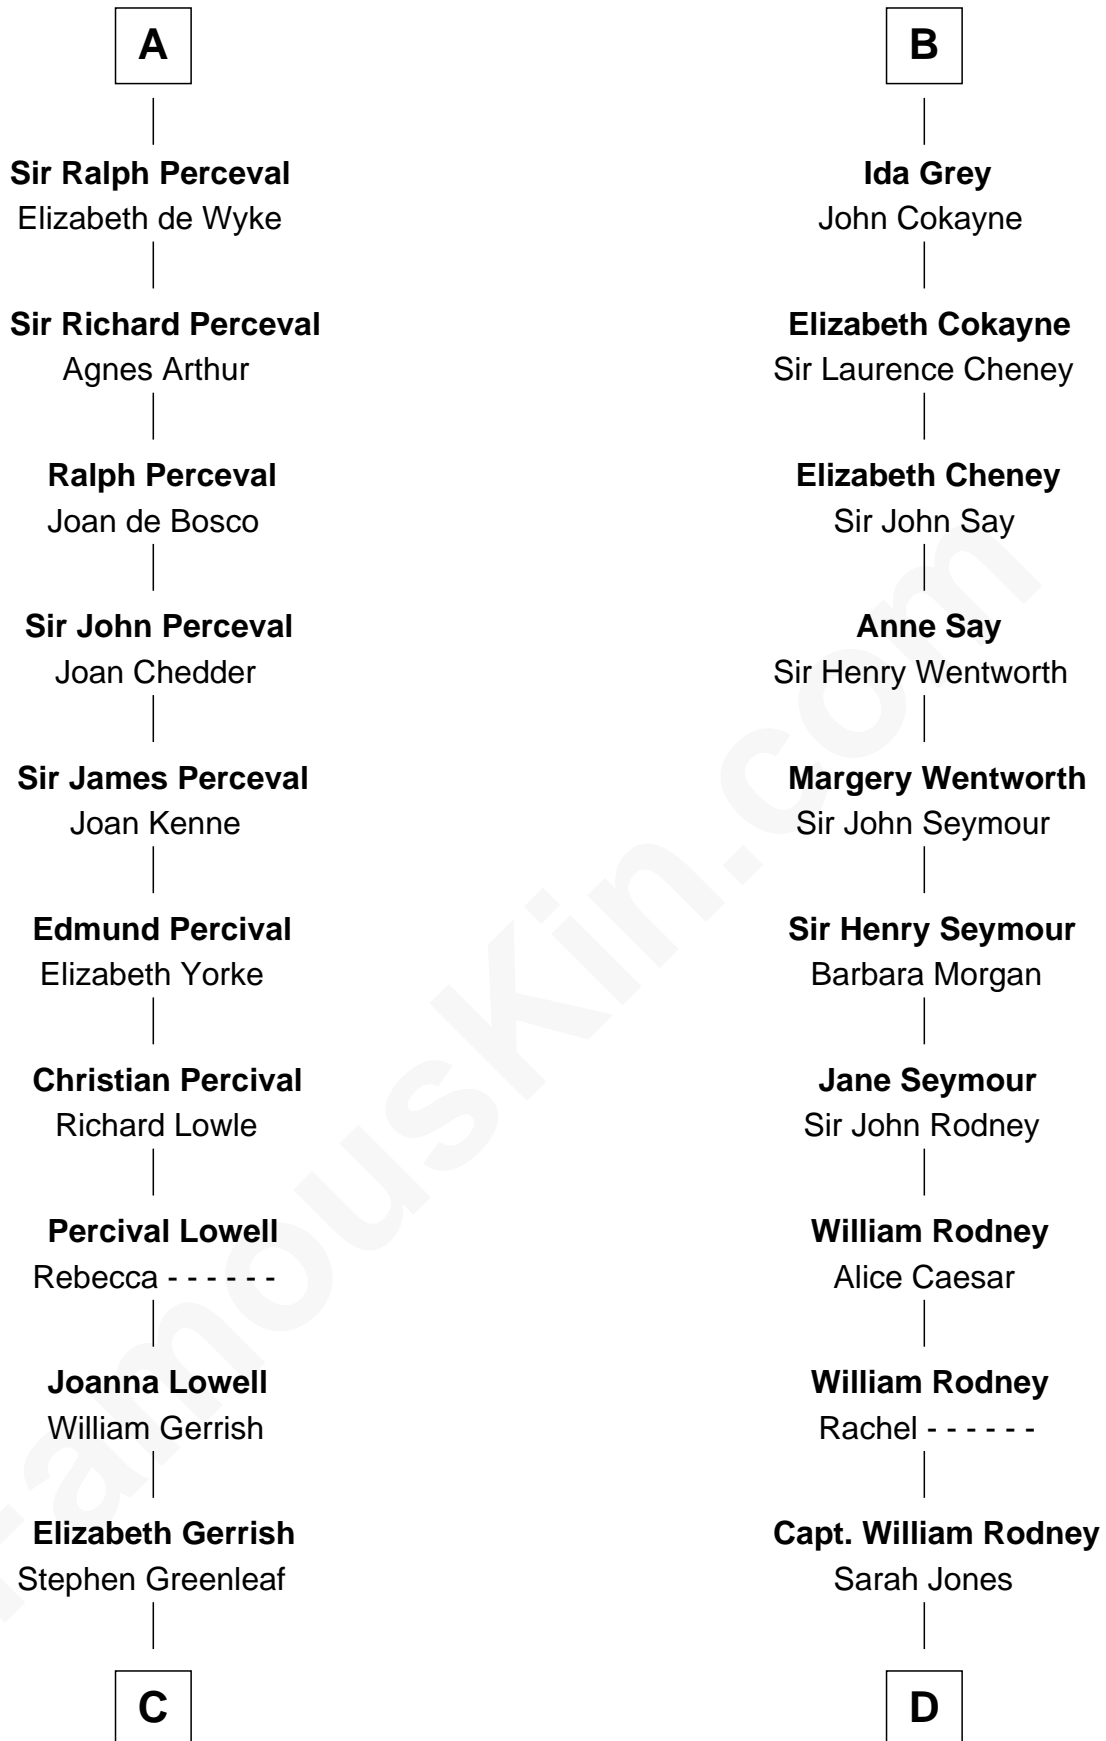 A
Sir Ralph Perceval
Elizabeth de Wyke
Sir Richard Perceval
Agnes Arthur
Ralph Perceval
Joan de Bosco
Sir John Perceval
Joan Chedder
Sir James Perceval
Joan Kenne
Edmund Percival
Elizabeth Yorke
Christian Percival
Richard Lowle
Percival Lowell
Rebecca - - - - - -
Joanna Lowell
William Gerrish
Elizabeth Gerrish
Stephen Greenleaf
C
B
Ida Grey
John Cokayne
Elizabeth Cokayne
Sir Laurence Cheney
Elizabeth Cheney
Sir John Say
Anne Say
Sir Henry Wentworth
Margery Wentworth
Sir John Seymour
Sir Henry Seymour
Barbara Morgan
Jane Seymour
Sir John Rodney
William Rodney
Alice Caesar
William Rodney
Rachel - - - - - -
Capt. William Rodney
Sarah Jones
D
FamousKin.com